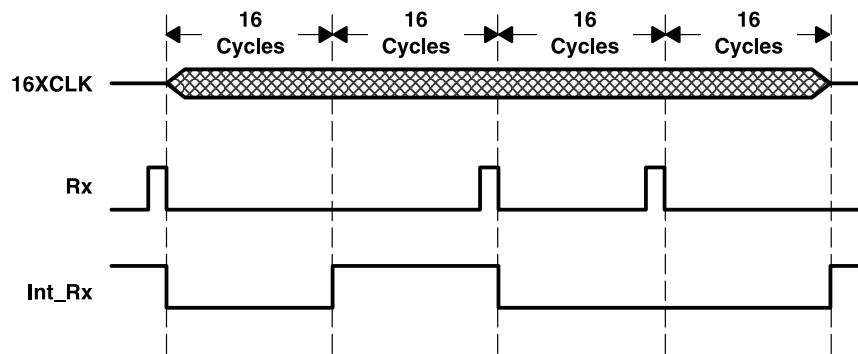 16 16 16 16
Cycles Cycles Cycles Cycles
16XCLK
Rx
Int_Rx